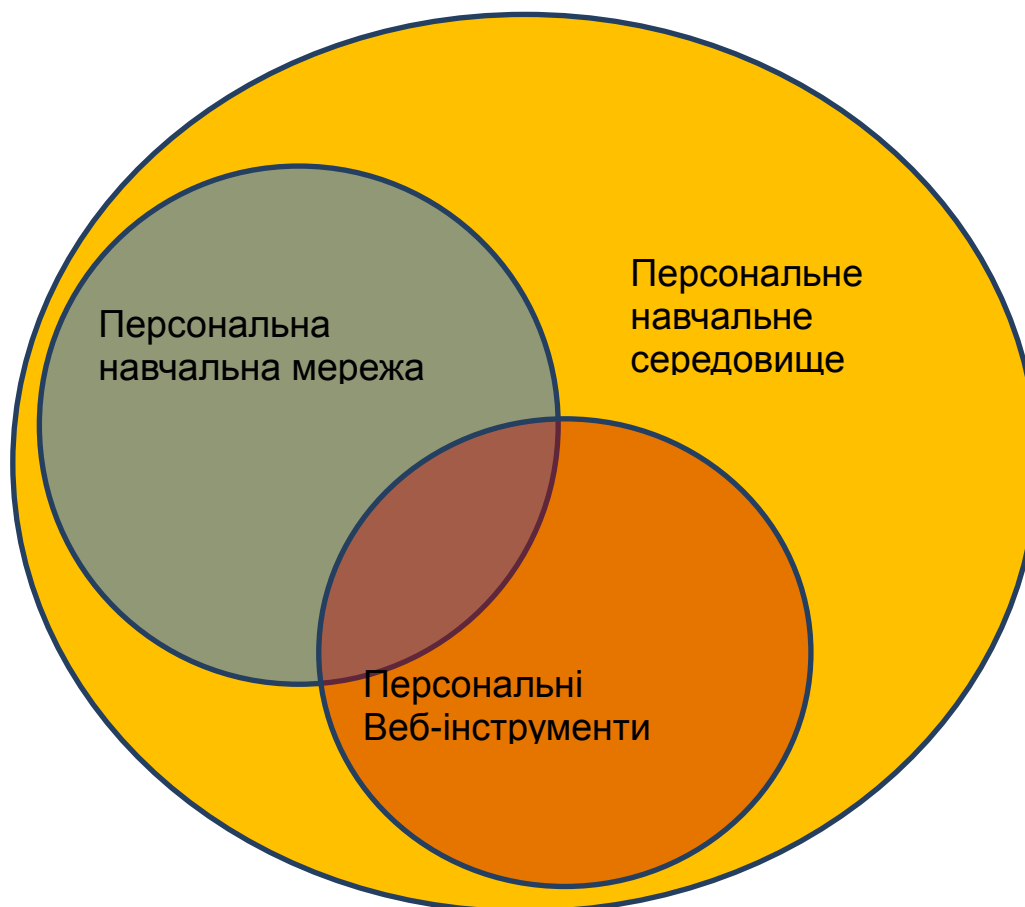 Персональне
навчальне
середовище
Персональна
навчальна мережа
Персональні
Веб-інструменти